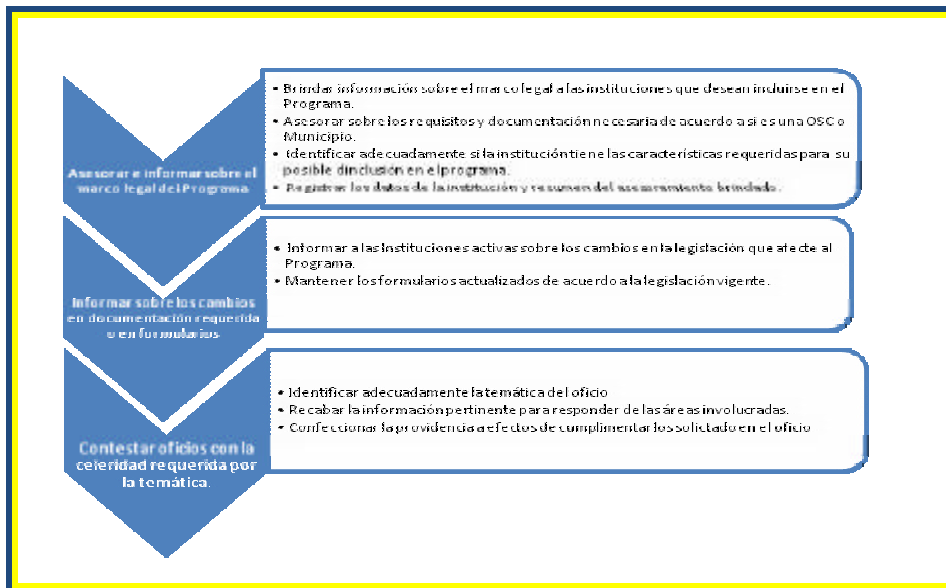 Asesorar e informar sobre el
marco legal del Programa
• Brindar información sobre el marco legal a las instituciones que desean incluirse en el
Programa.
• Asesorar sobre los requisitos y documentación necesaria de acuerdo a si es una OSC o
Municipio.
• Identificar adecuadamente si la institución tiene las características requeridas para su
posible dinclusión en el programa.
• Registrar los datos de la institución y resumen del asesoramiento brindado.
Informar sobre los cambios
en documentación requerida
o en formularios
• Informar a las Instituciones activas sobre los cambios en la legislación que afecte al
Programa.
• Mantener los formularios actualizados de acuerdo a la legislación vigente.
Contestar oficios con la
celeridad requerida por
la temática.
• Identificar adecuadamente la temática del oficio
• Recabar la información pertinente para responder de las áreas involucradas.
• Confeccionar la providencia a efectos de cumplimentar los solictado en el oficio